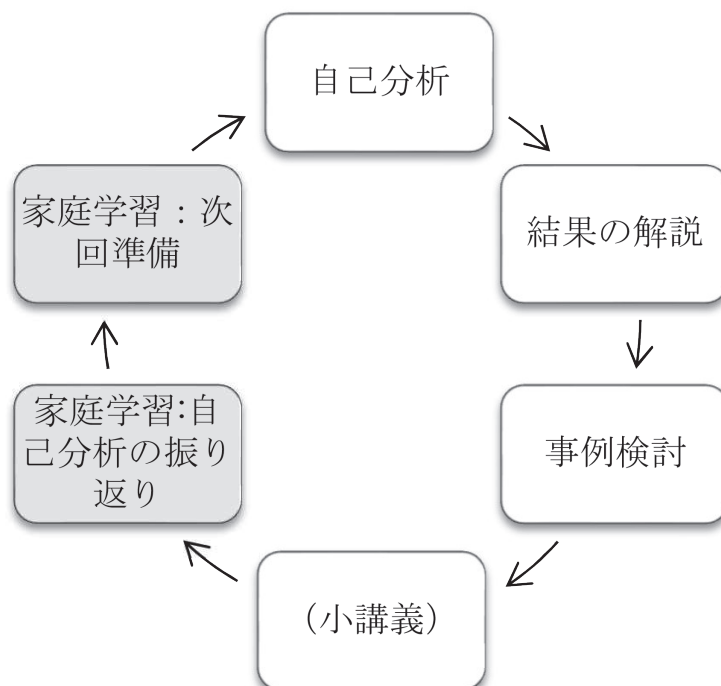 自己分析
結果の解説
事例検討
（小講義）
家庭学習:自
己分析の振り
返り
家庭学習：次
回準備